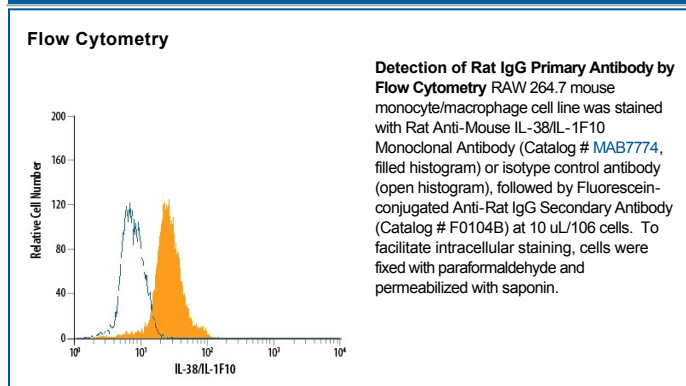 Flow Cytometry
Detection of Rat IgG Primary Antibody by
Flow Cytometry RAW 264.7 mouse
monocyte/macrophage cell line was stained
with Rat Anti-Mouse IL-38/IL-1F10
Monoclonal Antibody (Catalog # MAB7774,
filled histogram) or isotype control antibody
(open histogram), followed by Fluorescein-
conjugated Anti-Rat IgG Secondary Antibody
(Catalog # F0104B) at 10 uL/106 cells. To
facilitate intracellular staining, cells were
fixed with paraformaldehyde and
permeabilized with saponin.
Relative Cell Number
200
160
120
80
40
0
10⁰ 10¹ 10² 10³ 10⁴
IL-38/IL-1F10